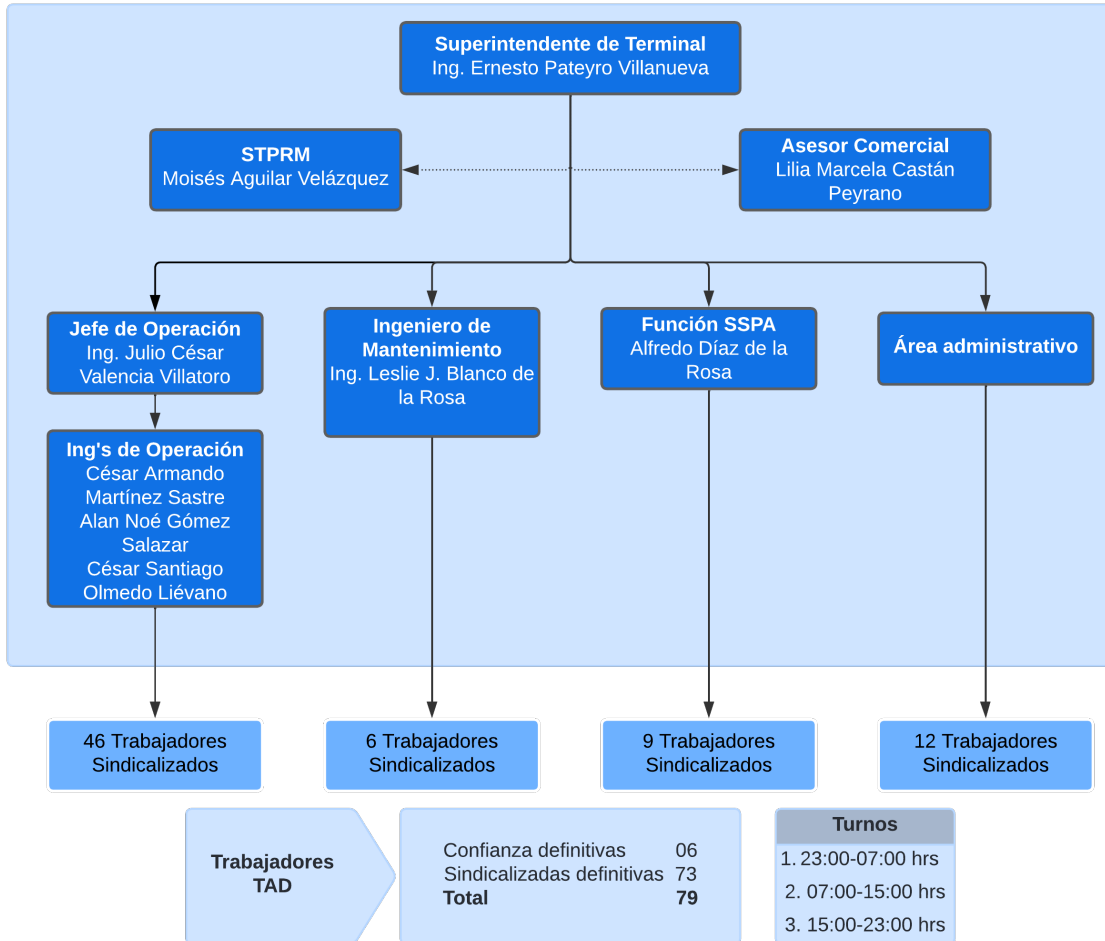 Superintendente de Terminal
Ing. Ernesto Pateyro Villanueva
STPRM
Moisés Aguilar Velázquez
Asesor Comercial
Lilia Marcela Castán
Peyrano
Jefe de Operación
Ing. Julio César
Valencia Villatoro
Ingeniero de
Mantenimiento
Ing. Leslie J. Blanco de
la Rosa
Función SSPA
Alfredo Díaz de la
Rosa
Área administrativo
Ing's de Operación
César Armando
Martínez Sastre
Alan Noé Gómez
Salazar
César Santiago
Olmedo Liévano
46 Trabajadores
Sindicalizados
6 Trabajadores
Sindicalizados
9 Trabajadores
Sindicalizados
12 Trabajadores
Sindicalizados
Trabajadores
TAD
Confianza definitivas 06
Sindicalizadas definitivas 73
Total 79
Turnos
1. 23:00-07:00 hrs
2. 07:00-15:00 hrs
3. 15:00-23:00 hrs